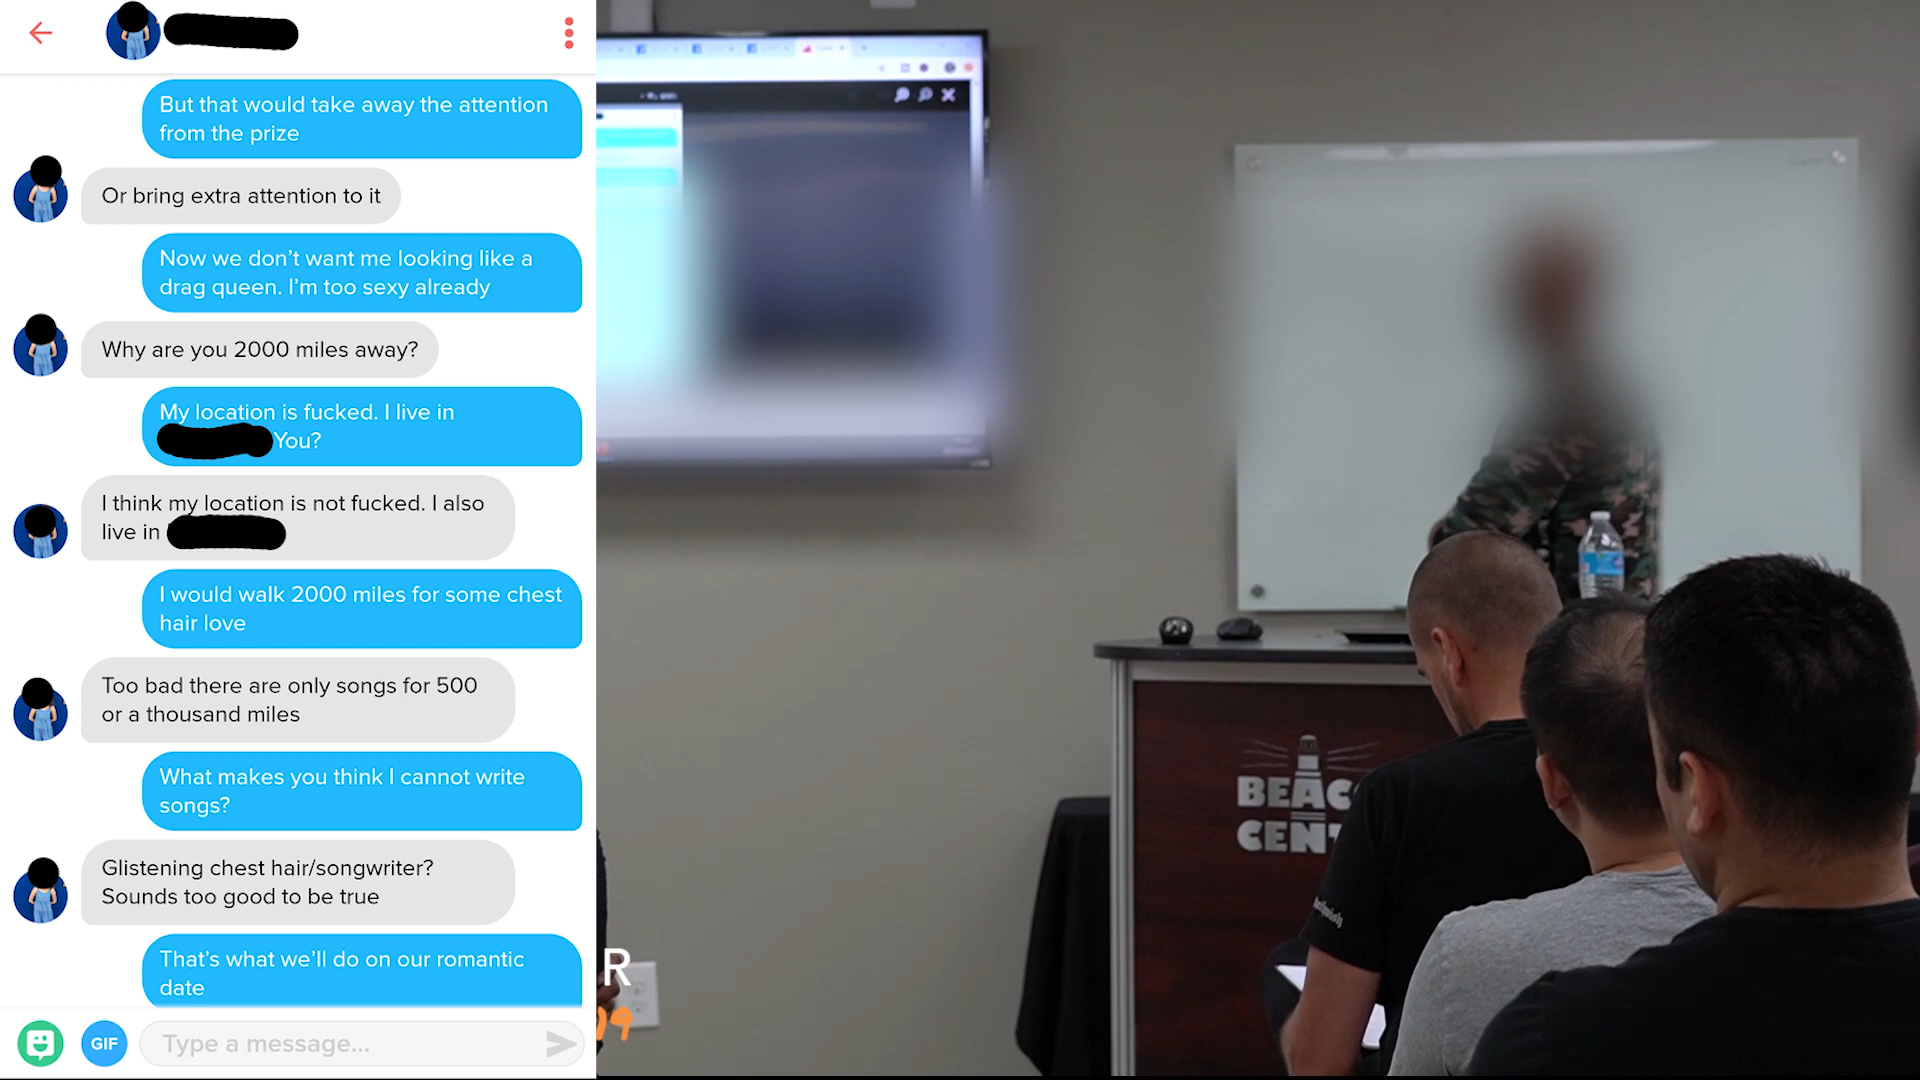 But that would take away the attention
from the prize
Or bring extra attention to it
Now we don't want me looking like a
drag queen. I'm too sexy already
Why are you 2000 miles away?
My location is fucked. I live in
You?
I think my location is not fucked. I also
live in
I would walk 2000 miles for some chest
hair love
Too bad there are only songs for 500
or a thousand miles
What makes you think I cannot write
songs?
Glistening chest hair/songwriter?
Sounds too good to be true
That's what we'll do on our romantic
date
GIF
Type a message...
R
19
BEAC
CENT